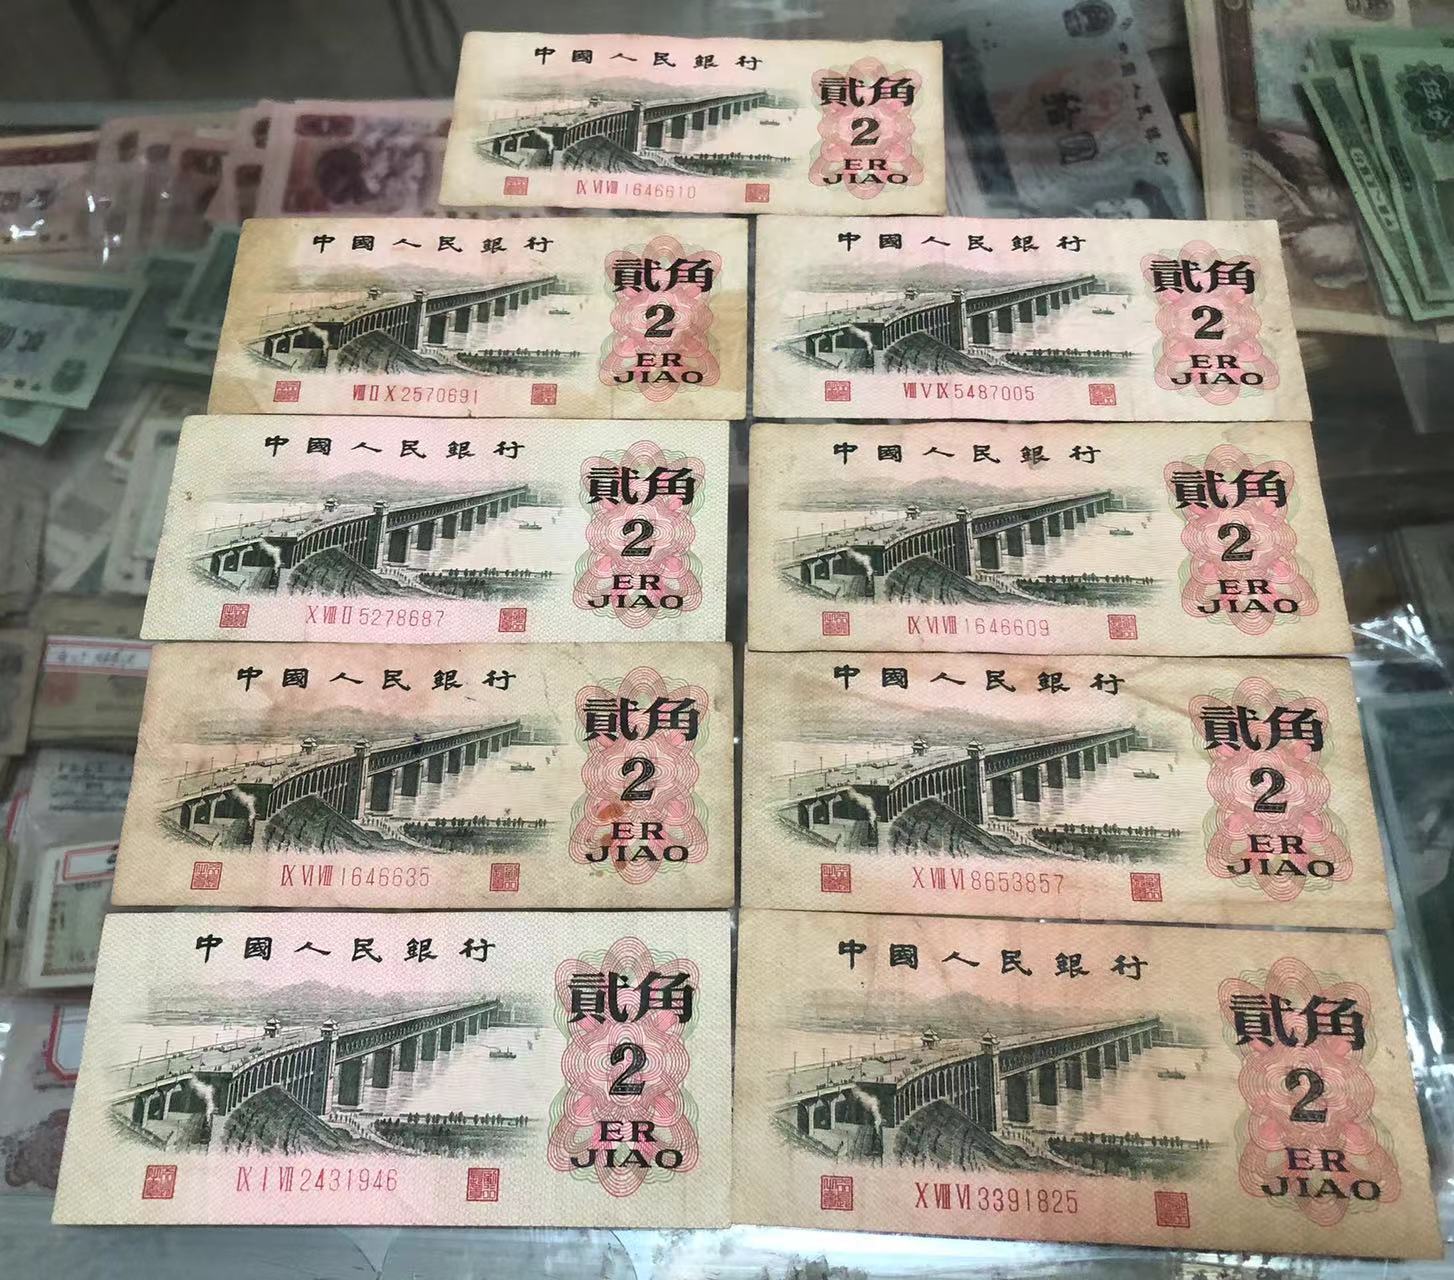 中國人民銀行
貳角
2
ER
JIAO
IX VI VIII 1646610
中國人民銀行
貳角
2
ER
JIAO
VIII II X 2570691
中國人民銀行
貳角
2
ER
JIAO
VIII V IX 5487005
中國人民銀行
貳角
2
ER
JIAO
X VIII II 5278687
中國人民銀行
貳角
2
ER
JIAO
IX VI VIII 1646609
中國人民銀行
貳角
2
ER
JIAO
IX VI VIII 1646635
中國人民銀行
貳角
2
ER
JIAO
X VIII VI 8653857
中國人民銀行
貳角
2
ER
JIAO
IX I VII 2431946
中國人民銀行
貳角
2
ER
JIAO
X VIII VI 3391825